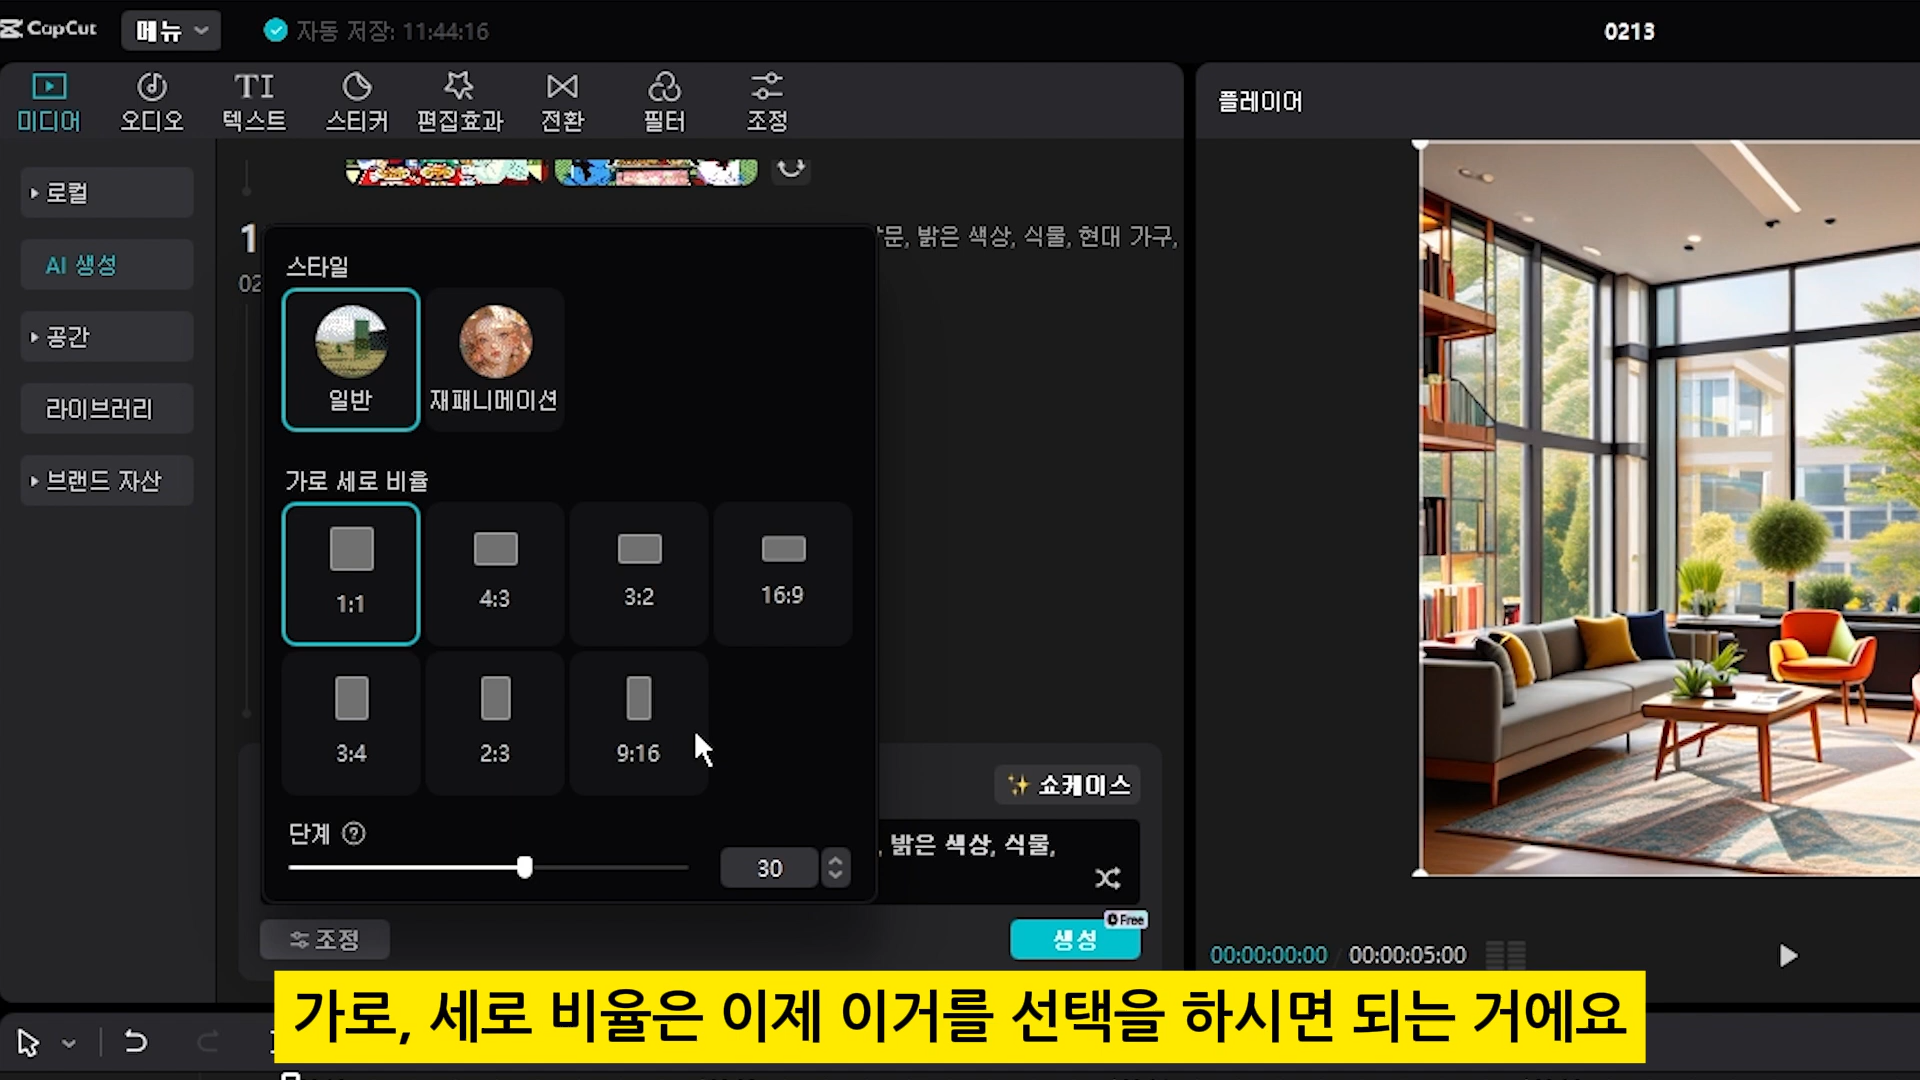 CapCut
메뉴
자동 저장: 11:44:16
0213
미디어
오디오
텍스트
스티커
편집효과
전환
필터
조정
플레이어
로컬
AI 생성
공간
라이브러리
브랜드 자산
1
밝은 색상, 식물, 현대 가구,
02
스타일
일반
재패니메이션
가로 세로 비율
1:1
4:3
3:2
16:9
3:4
2:3
9:16
단계
30
쇼케이스
, 밝은 색상, 식물,
조정
Free
생성
00:00:00:00 / 00:00:05:00
가로, 세로 비율은 이제 이거를 선택을 하시면 되는 거에요